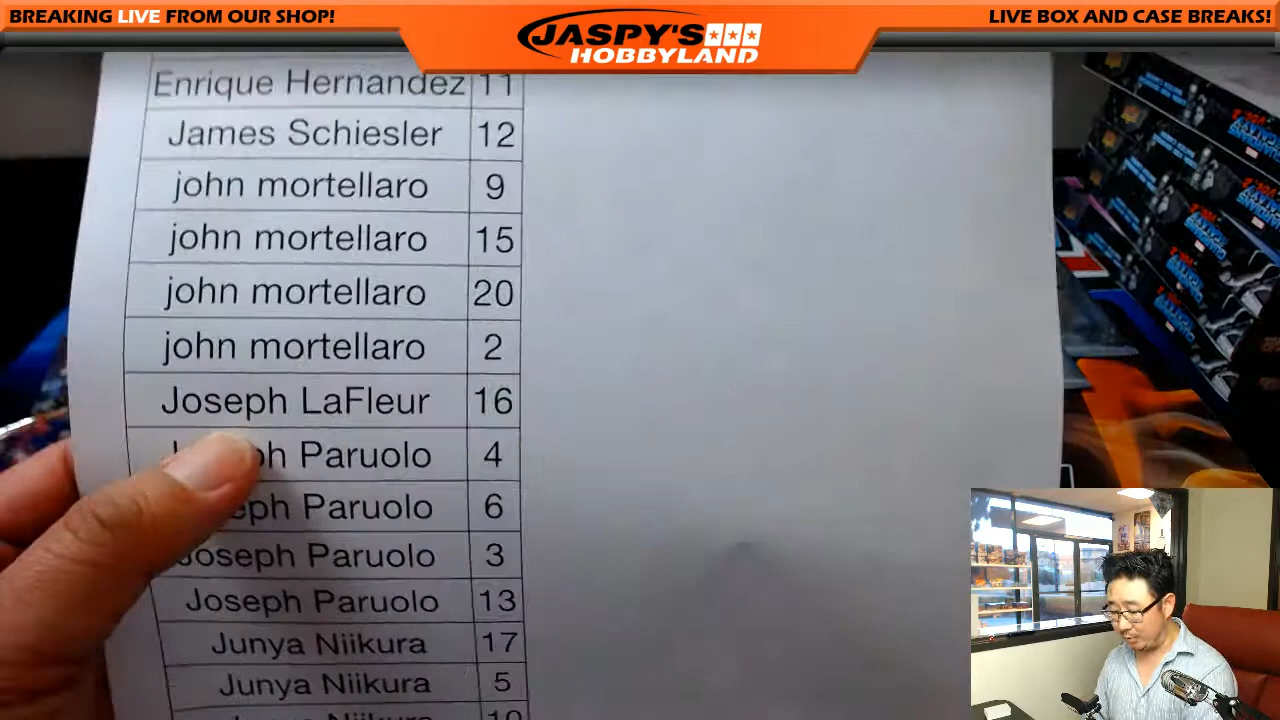 BREAKING LIVE FROM OUR SHOP!
JASPY'S
HOBBYLAND
LIVE BOX AND CASE BREAKS!
Enrique Hernandez 11
James Schiesler 12
john mortellaro 9
john mortellaro 15
john mortellaro 20
john mortellaro 2
Joseph LaFleur 16
Paruolo 4
Paruolo 6
Joseph Paruolo 3
Joseph Paruolo 13
Junya Niikura 17
Junya Niikura 5